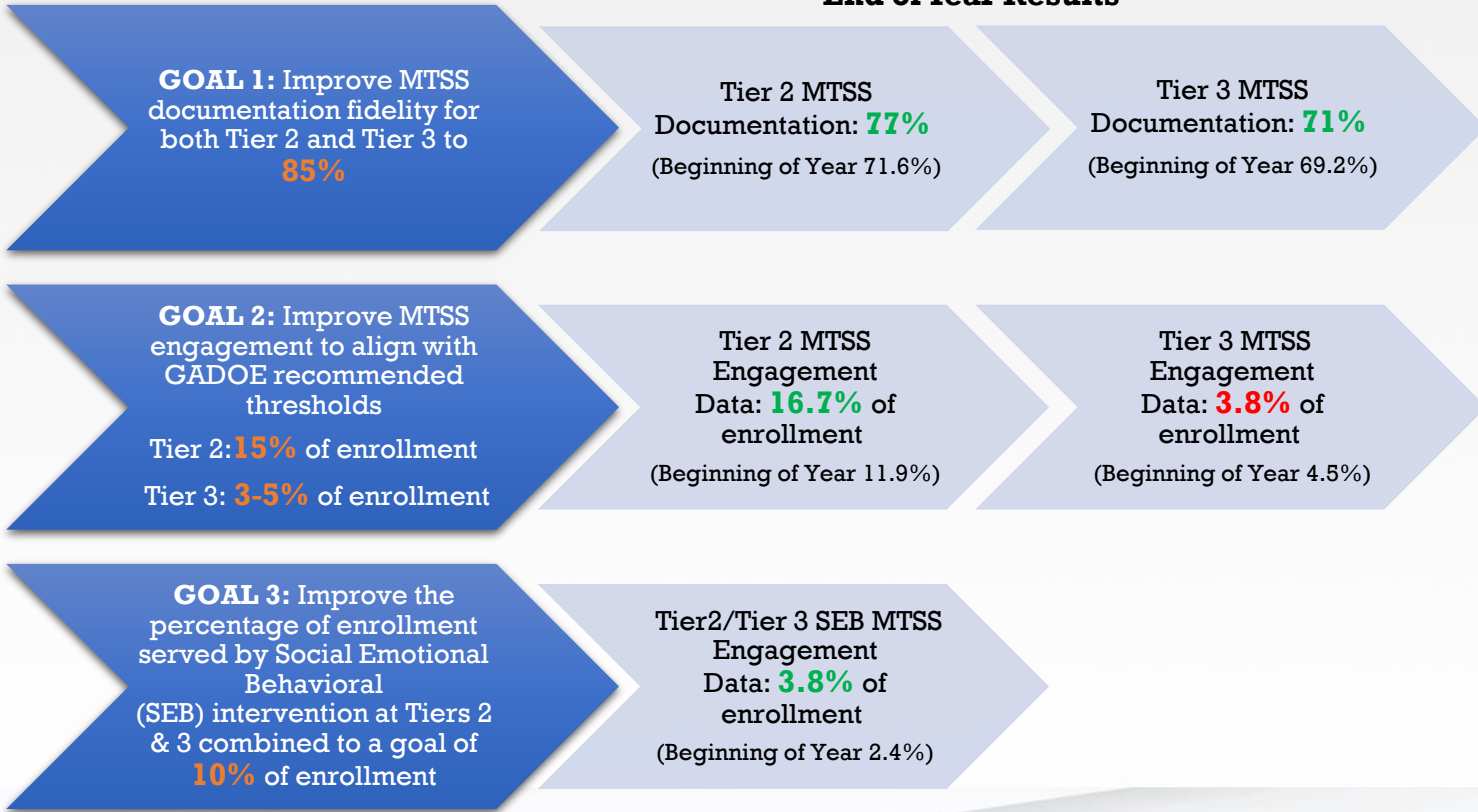 End of Year Results
GOAL 1: Improve MTSS
documentation fidelity for
both Tier 2 and Tier 3 to
85%
Tier 2 MTSS
Documentation: 77%
(Beginning of Year 71.6%)
Tier 3 MTSS
Documentation: 71%
(Beginning of Year 69.2%)
GOAL 2: Improve MTSS
engagement to align with
GADOE recommended
thresholds
Tier 2:15% of enrollment
Tier 3: 3-5% of enrollment
Tier 2 MTSS
Engagement
Data: 16.7% of
enrollment
(Beginning of Year 11.9%)
Tier 3 MTSS
Engagement
Data: 3.8% of
enrollment
(Beginning of Year 4.5%)
GOAL 3: Improve the
percentage of enrollment
served by Social Emotional
Behavioral
(SEB) intervention at Tiers 2
& 3 combined to a goal of
10% of enrollment
Tier2/Tier 3 SEB MTSS
Engagement
Data: 3.8% of
enrollment
(Beginning of Year 2.4%)